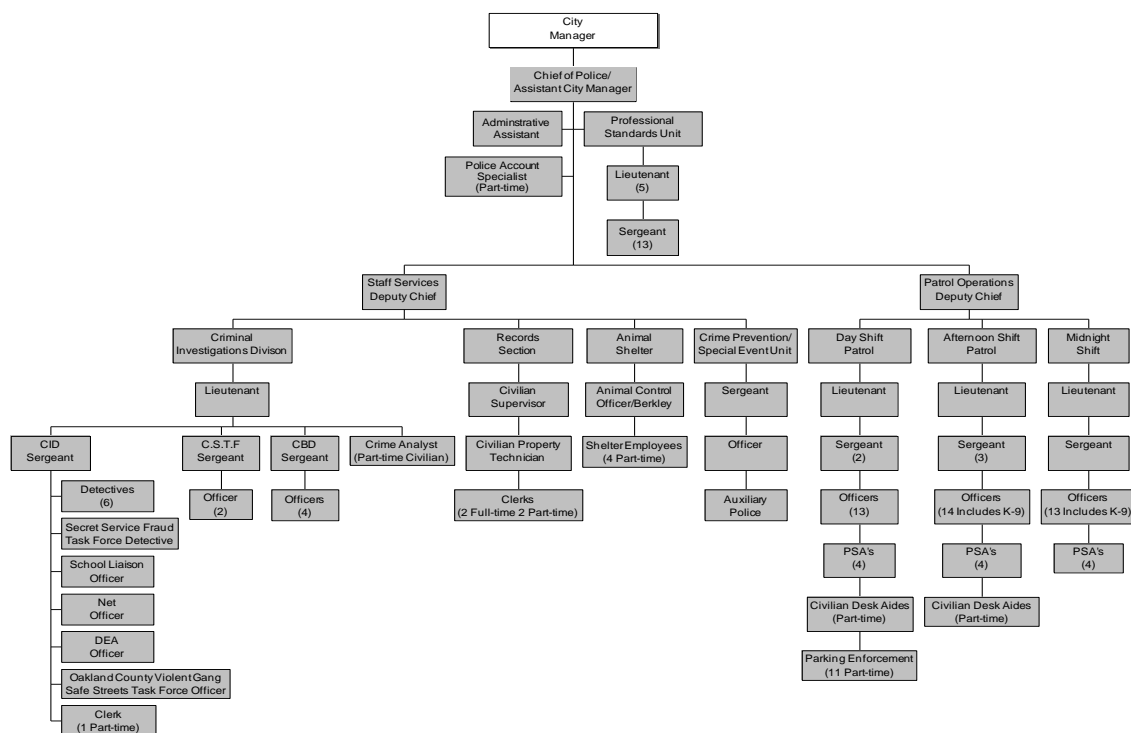 City
Manager
Chief of Police/
Assistant City Manager
Adminstrative
Assistant
Professional
Standards Unit
Police Account
Specialist
(Part-time)
Lieutenant
(5)
Sergeant
(13)
Staff Services
Deputy Chief
Patrol Operations
Deputy Chief
Criminal
Investigations Divison
Records
Section
Animal
Shelter
Crime Prevention/
Special Event Unit
Day Shift
Patrol
Afternoon Shift
Patrol
Midnight
Shift
Lieutenant
Civilian
Supervisor
Animal Control
Officer/Berkley
Sergeant
Lieutenant
Lieutenant
Lieutenant
CID
Sergeant
C.S.T.F
Sergeant
CBD
Sergeant
Crime Analyst
(Part-time Civilian)
Civilian Property
Technician
Shelter Employees
(4 Part-time)
Officer
Sergeant
(2)
Sergeant
(3)
Sergeant
Detectives
(6)
Officer
(2)
Officers
(4)
Clerks
(2 Full-time 2 Part-time)
Auxiliary
Police
Officers
(13)
Officers
(14 Includes K-9)
Officers
(13 Includes K-9)
Secret Service Fraud
Task Force Detective
School Liaison
Officer
PSA's
(4)
PSA's
(4)
PSA's
(4)
Net
Officer
Civilian Desk Aides
(Part-time)
Civilian Desk Aides
(Part-time)
DEA
Officer
Parking Enforcement
(11 Part-time)
Oakland County Violent Gang
Safe Streets Task Force Officer
Clerk
(1 Part-time)